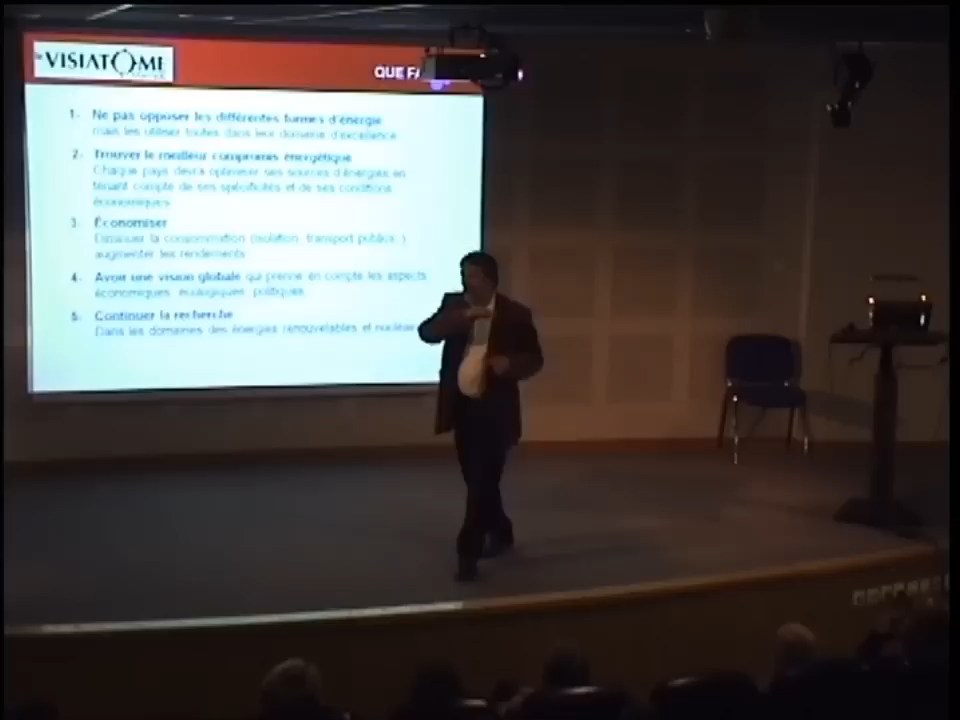 le VISIATOME
QUE FA
1- Ne pas opposer les différentes formes d'énergie
mais les utiliser toutes dans leur domaine d'excellence
2- Trouver le meilleur compromis énergétique
Chaque pays devra optimiser ses sources d'énergies en
tenant compte de ses spécificités et de ses conditions
économiques
3- Économiser
Diminuer la consommation (isolation, transport publics..)
augmenter les rendements
4- Avoir une vision globale qui prenne en compte les aspects
économiques, écologiques, politiques
5- Continuer la recherche
Dans les domaines des énergies renouvelables et nucléaire